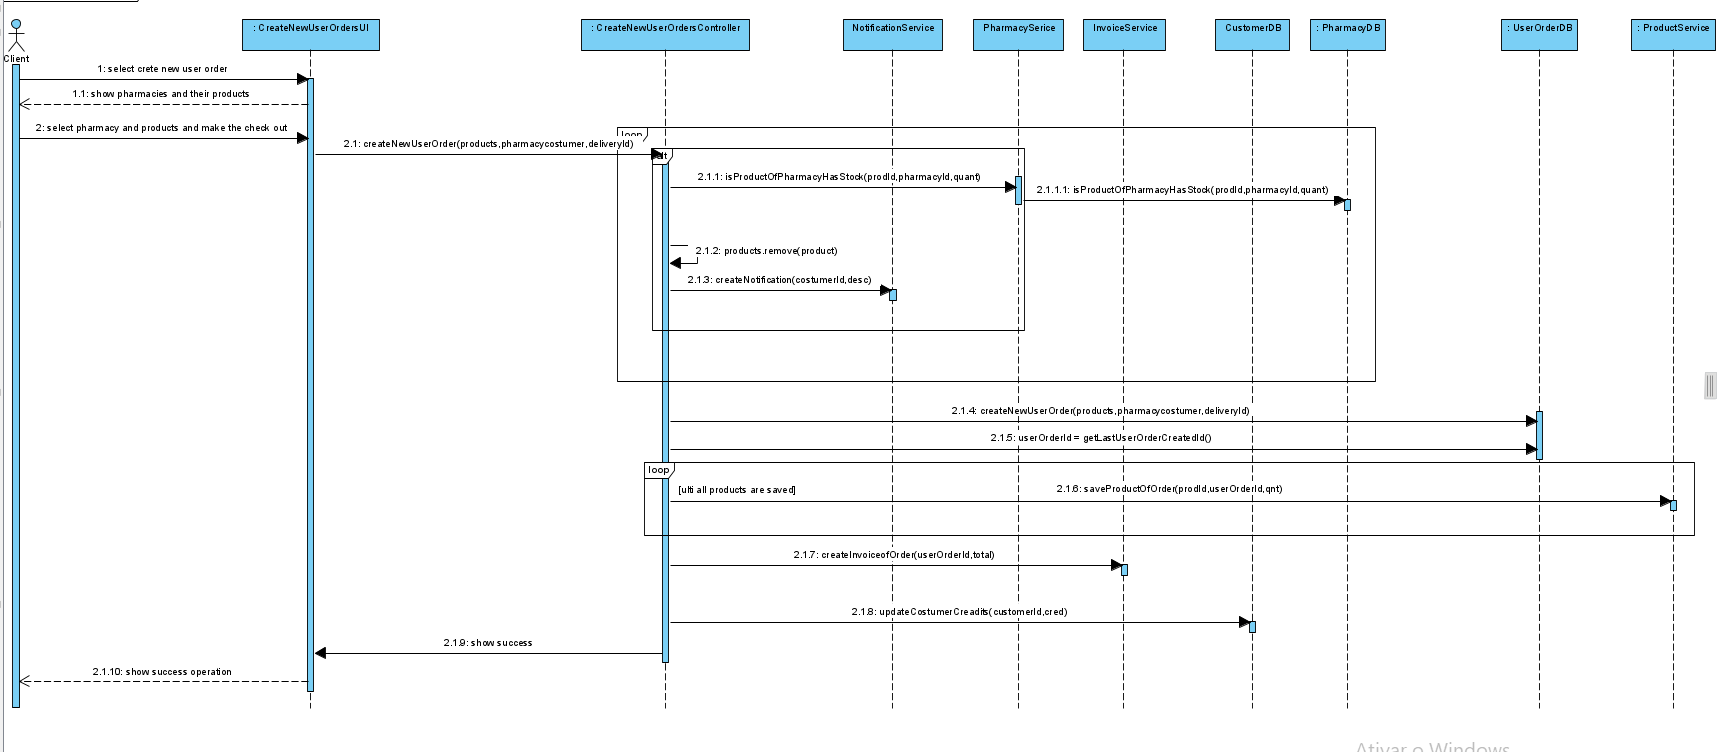 Client
: CreateNewUserOrdersUI
: CreateNewUserOrdersController
NotificationService
PharmacySerice
InvoiceService
CustomerDB
: PharmacyDB
: UserOrderDB
: ProductService
1: select crete new user order
1.1: show pharmacies and their products
2: select pharmacy and products and make the check out
loop
2.1: createNewUserOrder(products,pharmacycostumer,deliveryId)
alt
2.1.1: isProductOfPharmacyHasStock(prodId,pharmacyId,quant)
2.1.1.1: isProductOfPharmacyHasStock(prodId,pharmacyId,quant)
2.1.2: products.remove(product)
2.1.3: createNotification(costumerId,desc)
2.1.4: createNewUserOrder(products,pharmacycostumer,deliveryId)
2.1.5: userOrderId = getLastUserOrderCreatedId()
loop
[ulti all products are saved]
2.1.6: saveProductOfOrder(prodId,userOrderId,qnt)
2.1.7: createInvoiceofOrder(userOrderId,total)
2.1.8: updateCostumerCreadits(customerId,cred)
2.1.9: show success
2.1.10: show success operation
Ativar o Windows